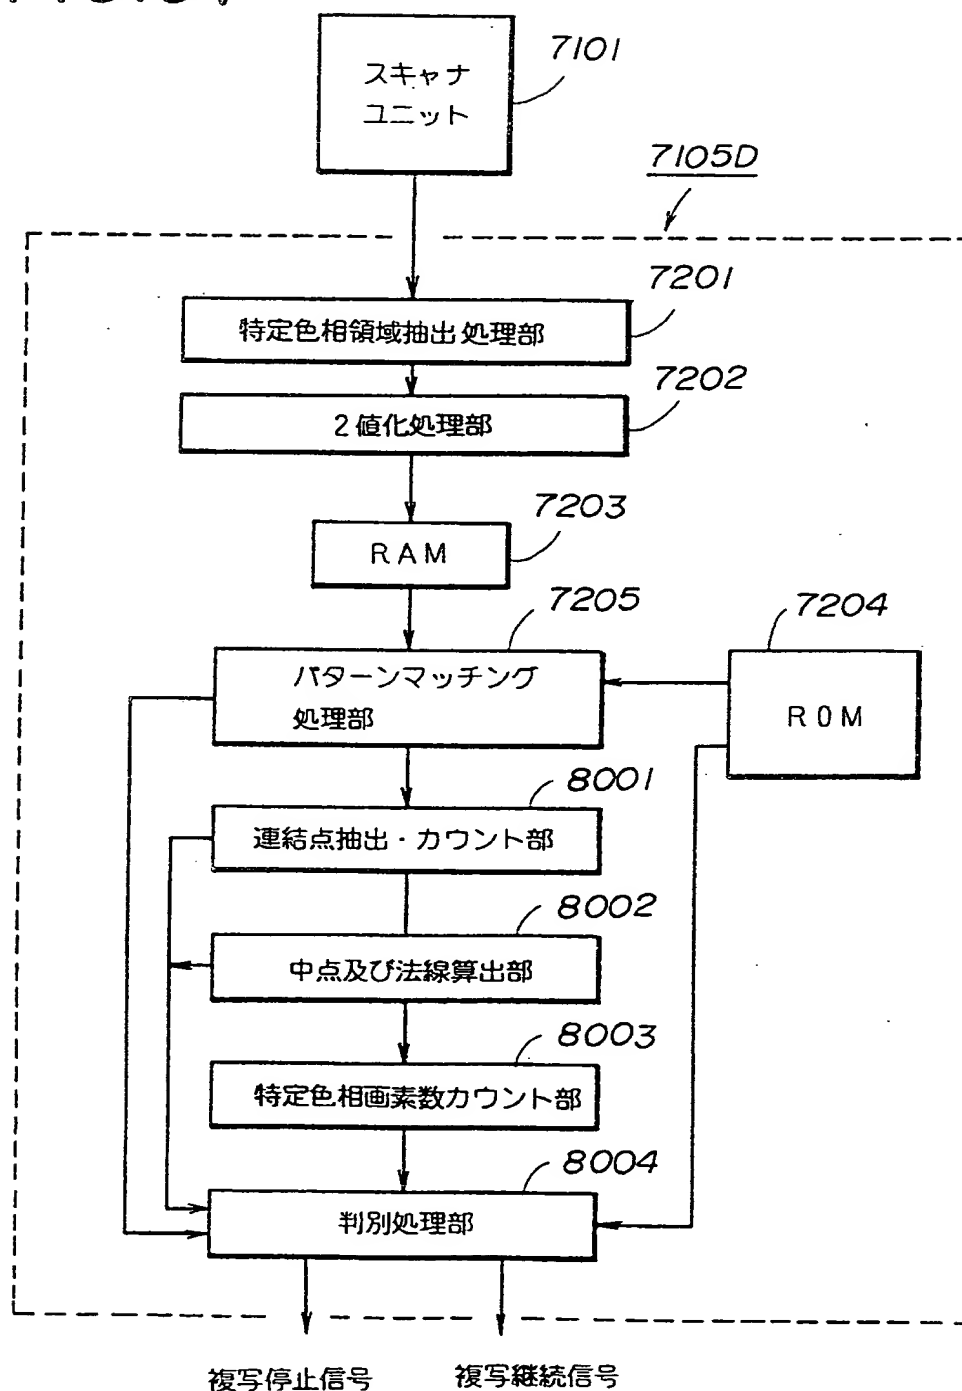 スキャナ
ユニット
7101
7105D
7201
特定色相領域抽出処理部
7202
2値化処理部
7203
RAM
7205
7204
パターンマッチング
処理部
ROM
8001
連結点抽出・カウント部
8002
中点及び法線算出部
8003
特定色相画素数カウント部
8004
判別処理部
複写停止信号
複写継続信号